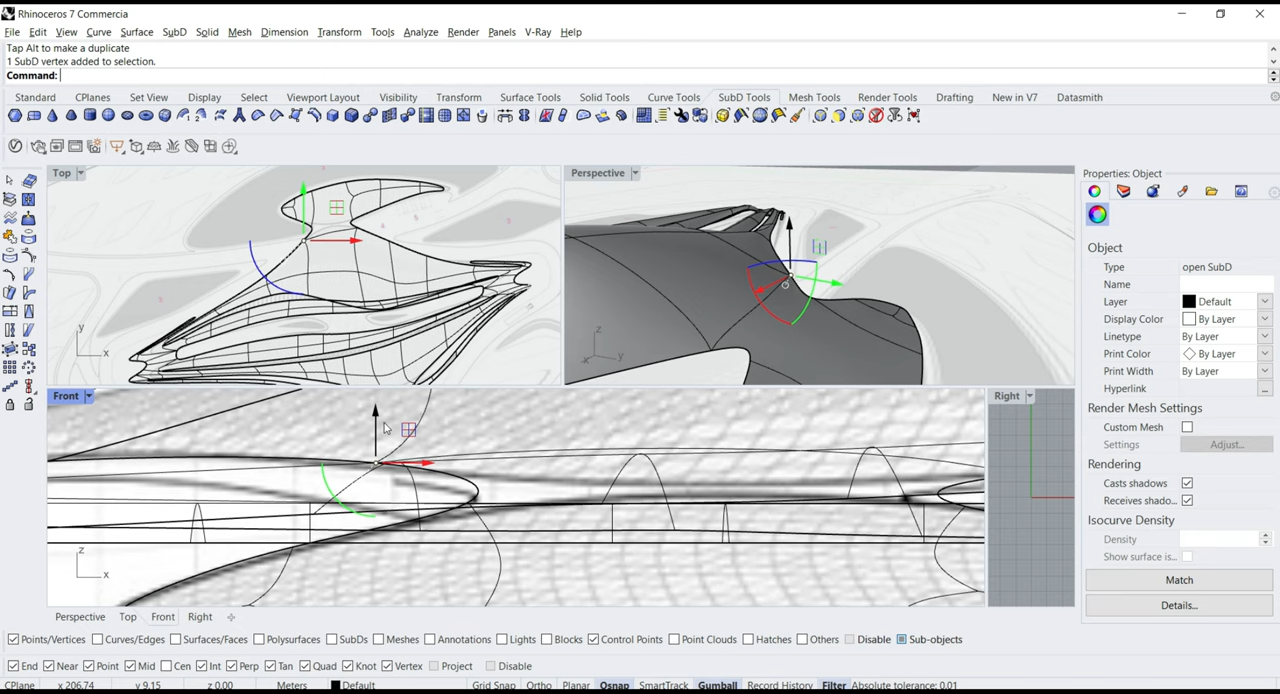 Rhinoceros 7 Commercia
File Edit View Curve Surface SubD Solid Mesh Dimension Transform Tools Analyze Render Panels V-Ray Help
Tap Alt to make a duplicate
1 SubD vertex added to selection.
Command:
Standard CPlanes Set View Display Select Viewport Layout Visibility Transform Surface Tools Solid Tools Curve Tools SubD Tools Mesh Tools Render Tools Drafting New in V7 Datasmith
Top
Perspective
Properties: Object
Object
Type open SubD
Name
Layer Default
Display Color By Layer
Linetype By Layer
Print Color By Layer
Print Width By Layer
Hyperlink ...
Render Mesh Settings
Custom Mesh
Settings Adjust...
Rendering
Casts shadows
Receives shado...
Isocurve Density
Density
Show surface is...
Match
Details...
y
x
z
y
x
Front
Right
z
x
Perspective Top Front Right
Points/Vertices Curves/Edges Surfaces/Faces Polysurfaces SubDs Meshes Annotations Lights Blocks Control Points Point Clouds Hatches Others Disable Sub-objects
End Near Point Mid Cen Int Perp Tan Quad Knot Vertex Project Disable
CPlane x 206.74 y 9.15 z 0.00 Meters Default Grid Snap Ortho Planar Osnap SmartTrack Gumball Record History Filter Absolute tolerance: 0.01